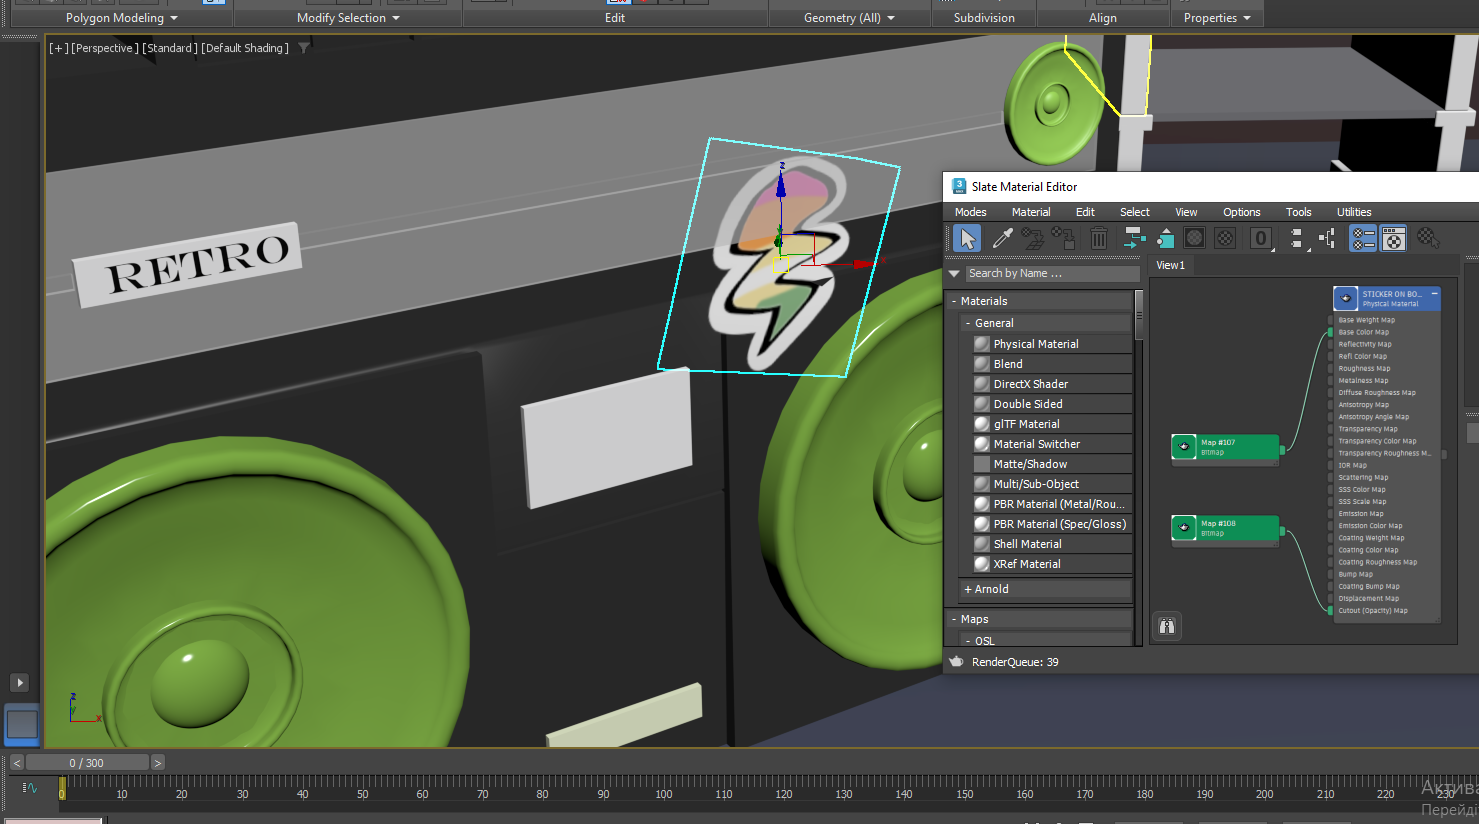 Polygon Modeling
Modify Selection
Edit
Geometry (All)
Subdivision
Align
Properties
[+] [Perspective] [Standard] [Default Shading]
RETRO
z
x
z
y
x
Slate Material Editor
Modes Material Edit Select View Options Tools Utilities
0
Search by Name ...
View1
- Materials
- General
Physical Material
Blend
DirectX Shader
Double Sided
glTF Material
Material Switcher
Matte/Shadow
Multi/Sub-Object
PBR Material (Metal/Rou...
PBR Material (Spec/Gloss)
Shell Material
XRef Material
+ Arnold
- Maps
- OSL
STICKER ON BO...
Physical Material
Base Weight Map
Base Color Map
Reflectivity Map
Refl Color Map
Roughness Map
Metalness Map
Diffuse Roughness Map
Anisotropy Map
Anisotropy Angle Map
Transparency Map
Transparency Color Map
Transparency Roughness M...
IOR Map
Scattering Map
SSS Color Map
SSS Scale Map
Emission Map
Emission Color Map
Coating Weight Map
Coating Color Map
Coating Roughness Map
Bump Map
Coating Bump Map
Displacement Map
Cutout (Opacity) Map
Map #107
Bitmap
Map #108
Bitmap
RenderQueue: 39
< 0 / 300 >
0 10 20 30 40 50 60 70 80 90 100 110 120 130 140 150 160 170 180 190 200 210 220 230